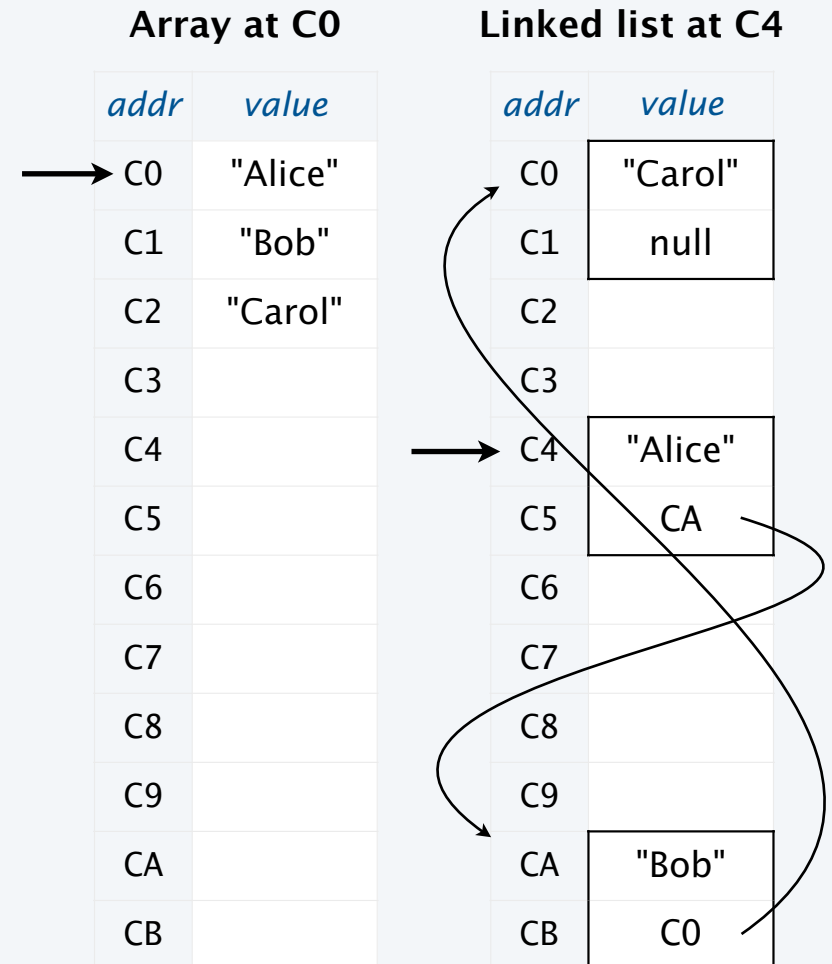 Array at C0 Linked list at C4
addr value addr value
C0 "Alice" C0 "Carol"
C1 "Bob" C1 null
C2 "Carol" C2
C3 C3
C4 C4 "Alice"
C5 C5 CA
C6 C6
C7 C7
C8 C8
C9 C9
CA CA "Bob"
CB CB C0